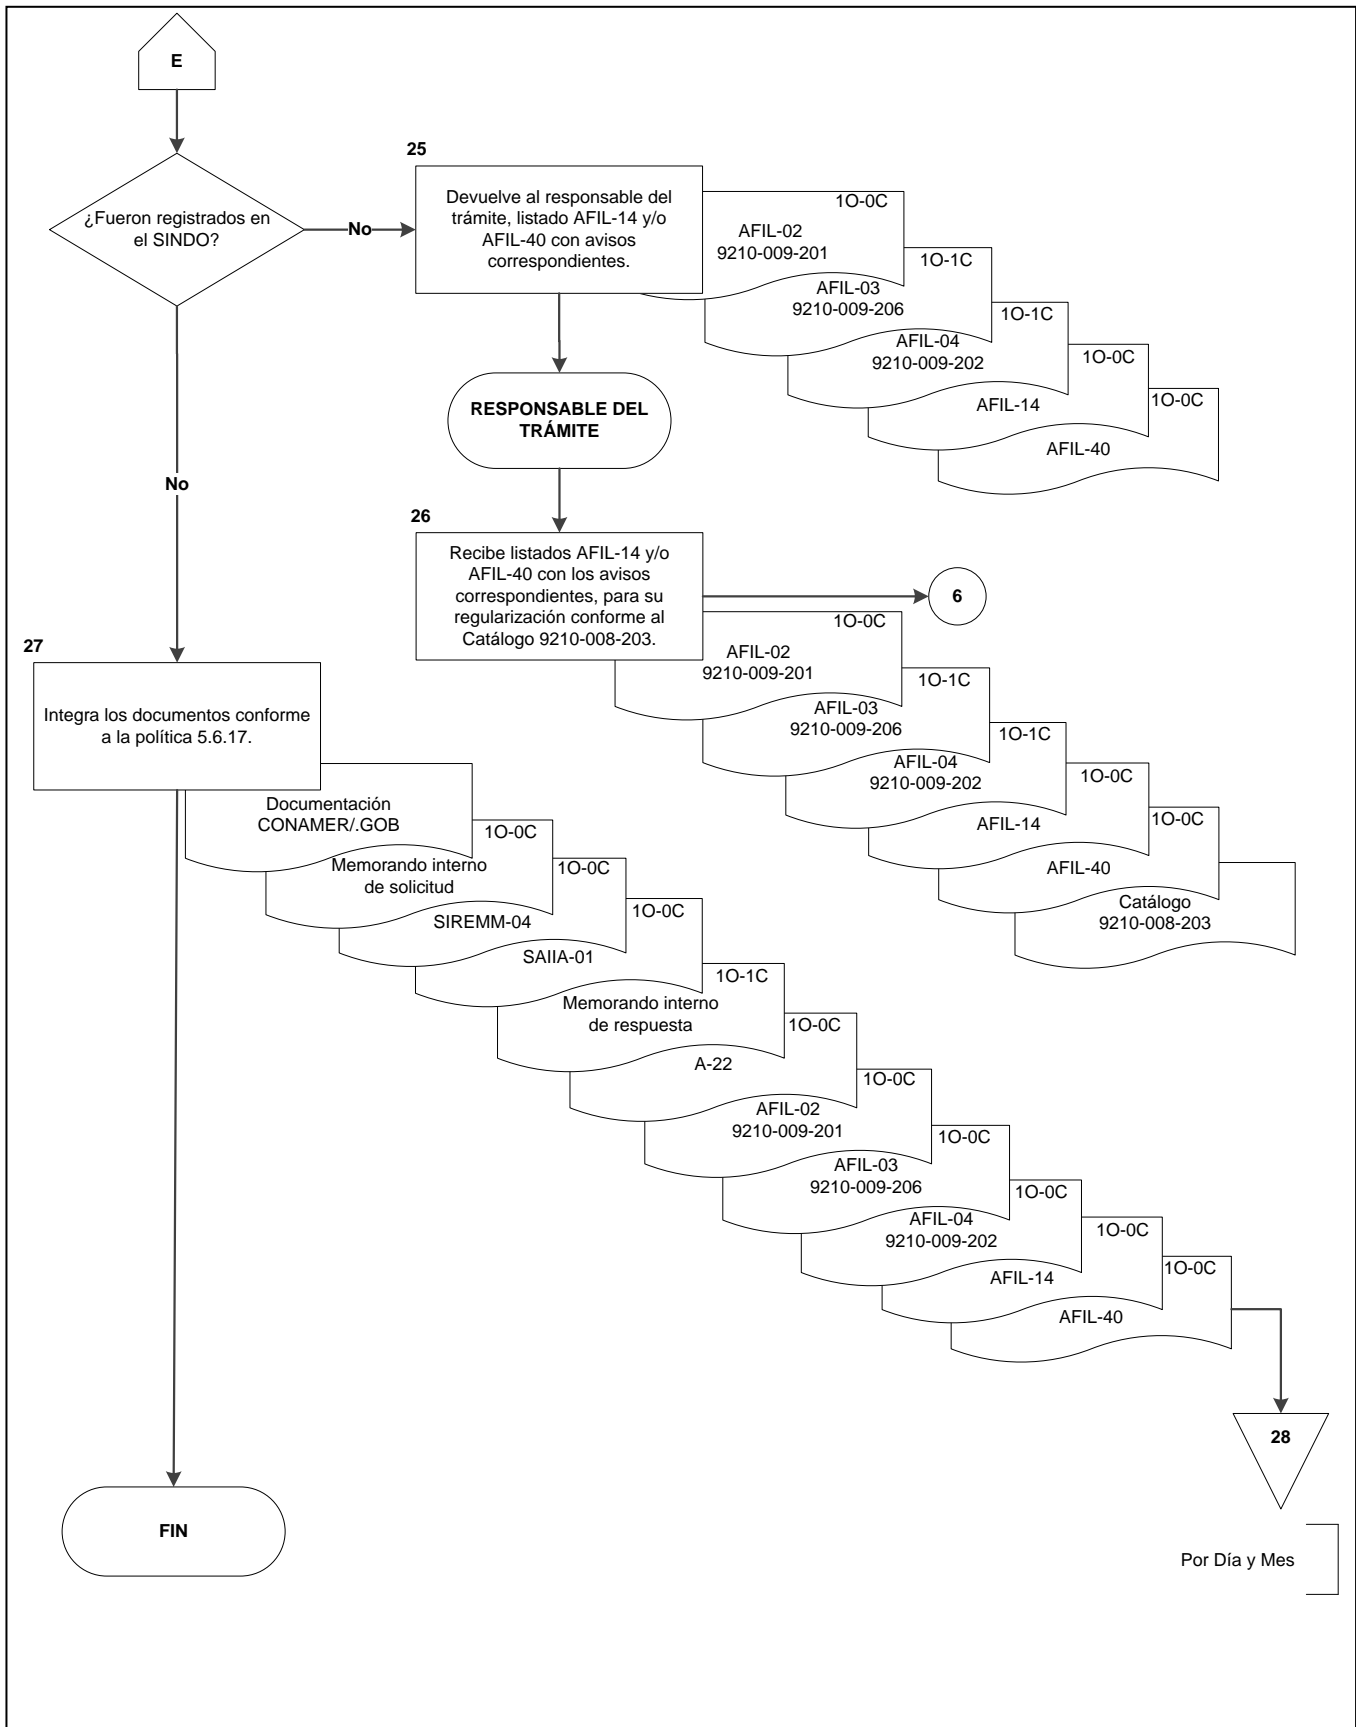 E
¿Fueron registrados en
el SINDO?
No
25
Devuelve al responsable del
trámite, listado AFIL-14 y/o
AFIL-40 con avisos
correspondientes.
1O-0C
AFIL-02
9210-009-201
1O-1C
AFIL-03
9210-009-206
1O-1C
AFIL-04
9210-009-202
1O-0C
AFIL-14
1O-0C
AFIL-40
RESPONSABLE DEL
TRÁMITE
No
26
Recibe listados AFIL-14 y/o
AFIL-40 con los avisos
correspondientes, para su
regularización conforme al
Catálogo 9210-008-203.
6
1O-0C
AFIL-02
9210-009-201
1O-1C
AFIL-03
9210-009-206
1O-1C
AFIL-04
9210-009-202
1O-0C
AFIL-14
1O-0C
AFIL-40
Catálogo
9210-008-203
27
Integra los documentos conforme
a la política 5.6.17.
Documentación
CONAMER/.GOB
1O-0C
Memorando interno
de solicitud
1O-0C
SIREMM-04
1O-0C
SAIIA-01
1O-1C
Memorando interno
de respuesta
1O-0C
A-22
1O-0C
AFIL-02
9210-009-201
1O-0C
AFIL-03
9210-009-206
1O-0C
AFIL-04
9210-009-202
1O-0C
AFIL-14
1O-0C
AFIL-40
28
FIN
Por Día y Mes